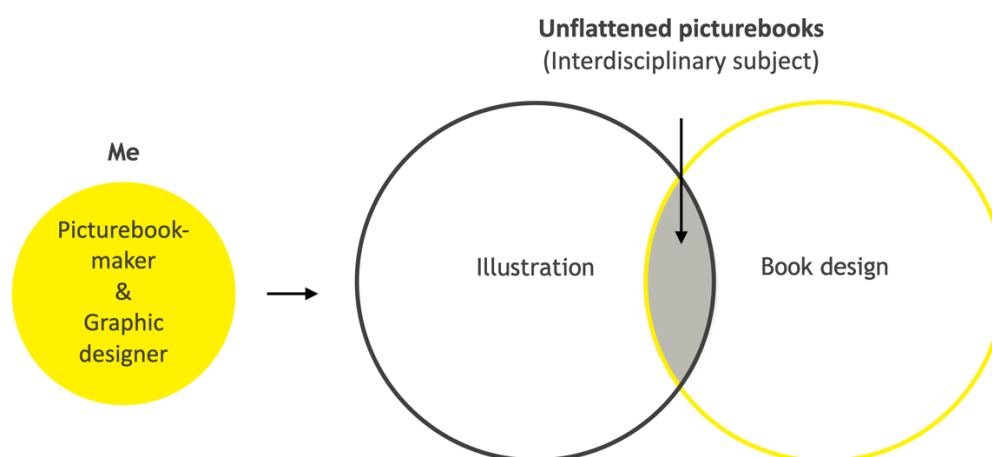 Unflattened picturebooks
(Interdisciplinary subject)
Me
Picturebook-
maker
&
Graphic
designer
Illustration
Book design